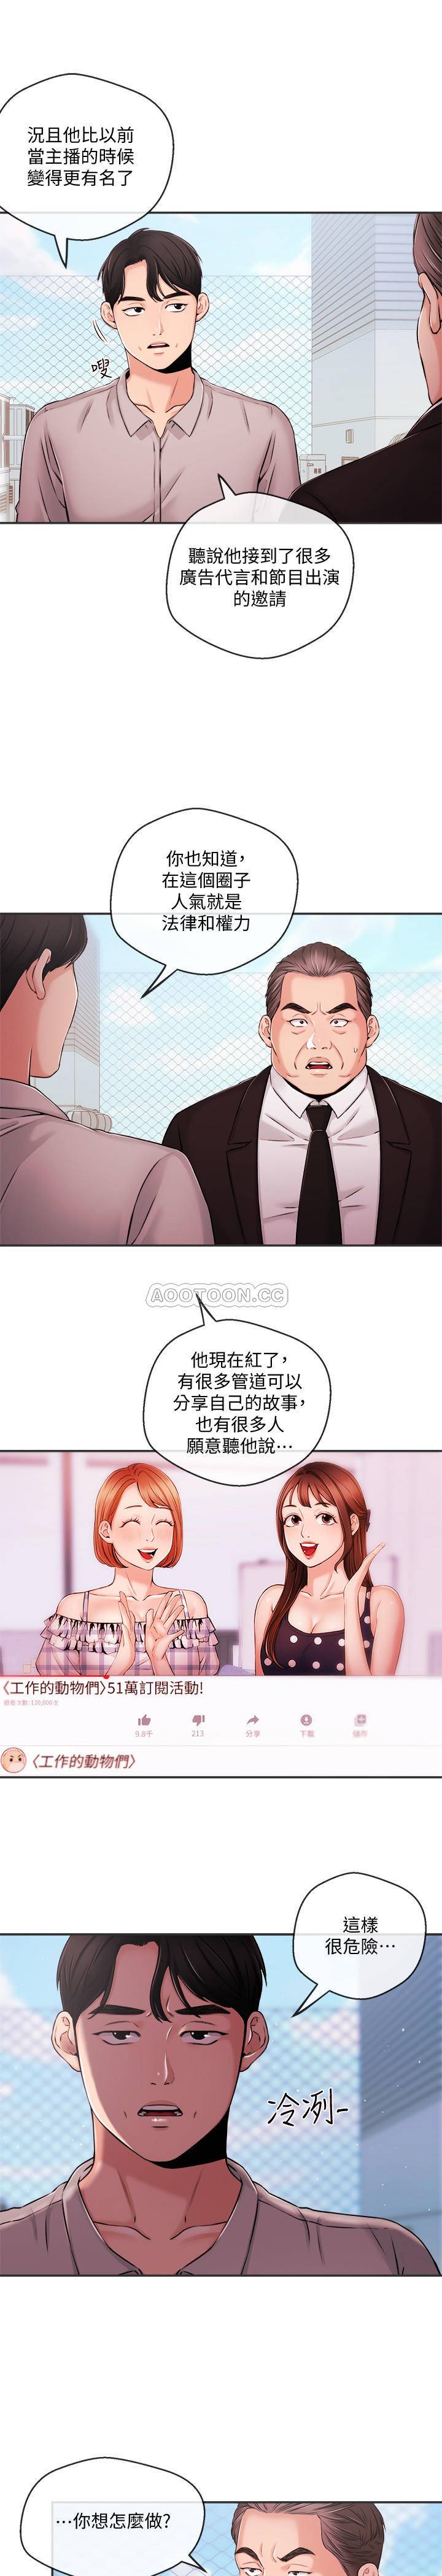 況且他比以前
當主播的時候
變得更有名了
嗖
聽說他接到了很多
廣告代言和節目出演
的邀請
你也知道,
在這個圈子
人氣就是
法律和權力
AOOTOON.CC
他現在紅了,
有很多管道可以
分享自己的故事,
也有很多人
願意聽他說…
〈工作的動物們〉51萬訂閱活動!
9.8千
213
分享
下載
儲存
〈工作的動物們〉
這樣
很危險…
冷冽-
…你想怎麼做?